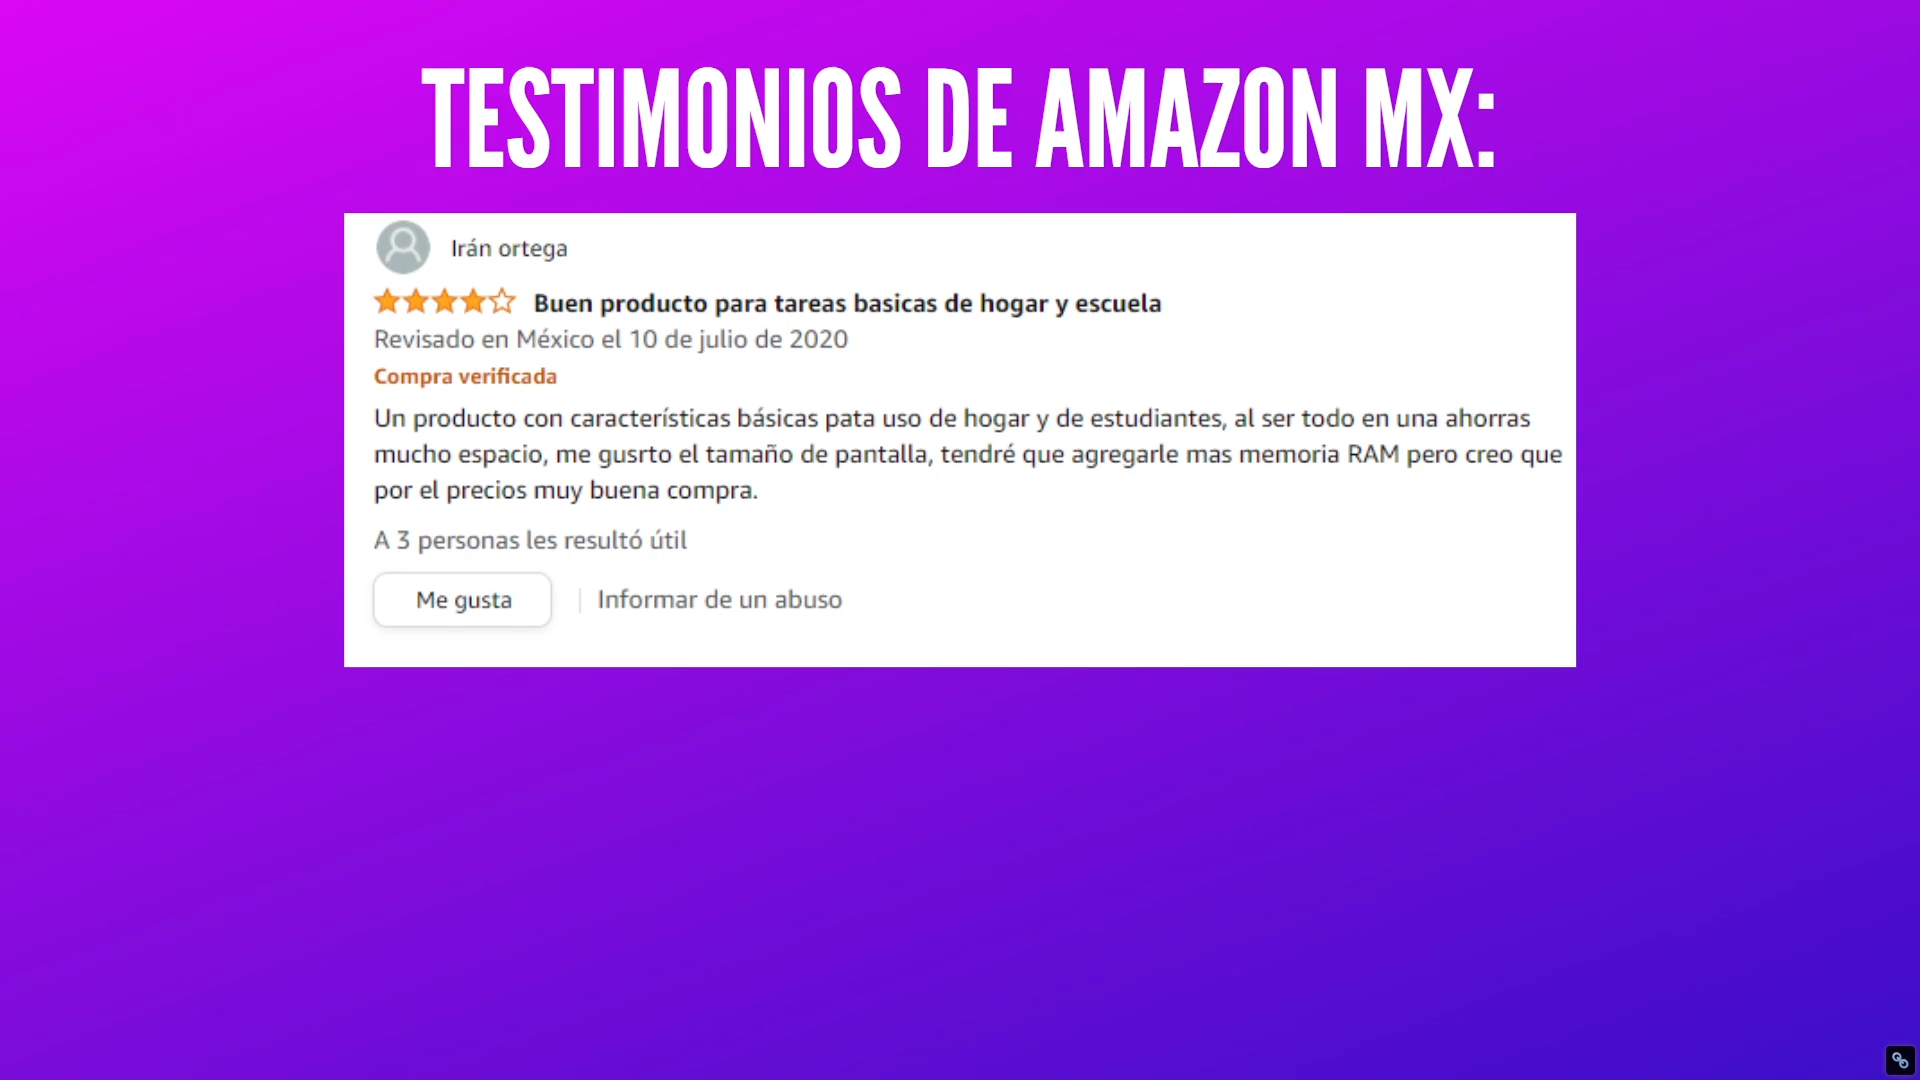 TESTIMONIOS DE AMAZON MX:
Irán ortega
Buen producto para tareas basicas de hogar y escuela
Revisado en México el 10 de julio de 2020
Compra verificada
Un producto con características básicas pata uso de hogar y de estudiantes, al ser todo en una ahorras
mucho espacio, me gusrto el tamaño de pantalla, tendré que agregarle mas memoria RAM pero creo que
por el precios muy buena compra.
A 3 personas les resultó útil
Me gusta
Informar de un abuso